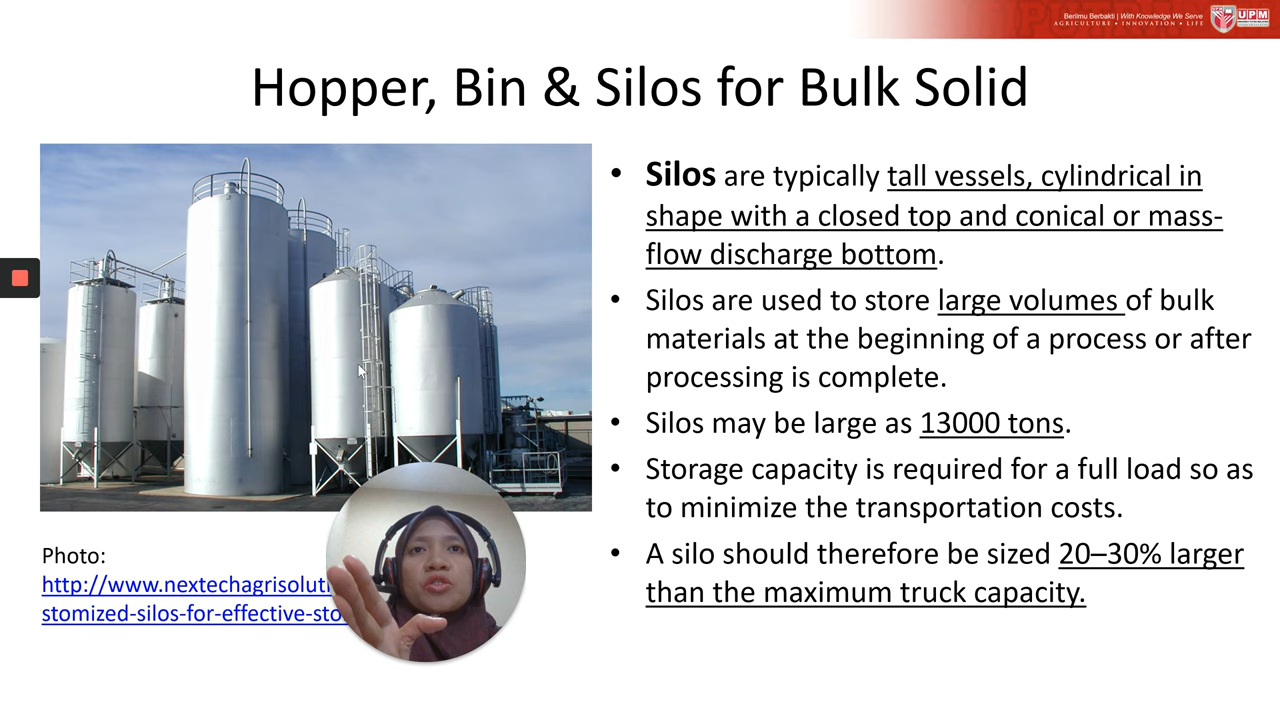 Berilmu Berbakti | With Knowledge We Serve
AGRICULTURE • INNOVATION • LIFE
UPM
Hopper, Bin & Silos for Bulk Solid
• Silos are typically tall vessels, cylindrical in
shape with a closed top and conical or mass-
flow discharge bottom.
• Silos are used to store large volumes of bulk
materials at the beginning of a process or after
processing is complete.
• Silos may be large as 13000 tons.
• Storage capacity is required for a full load so as
to minimize the transportation costs.
• A silo should therefore be sized 20–30% larger
than the maximum truck capacity.
Photo:
http://www.nextechagrisoluti
stomized-silos-for-effective-sto